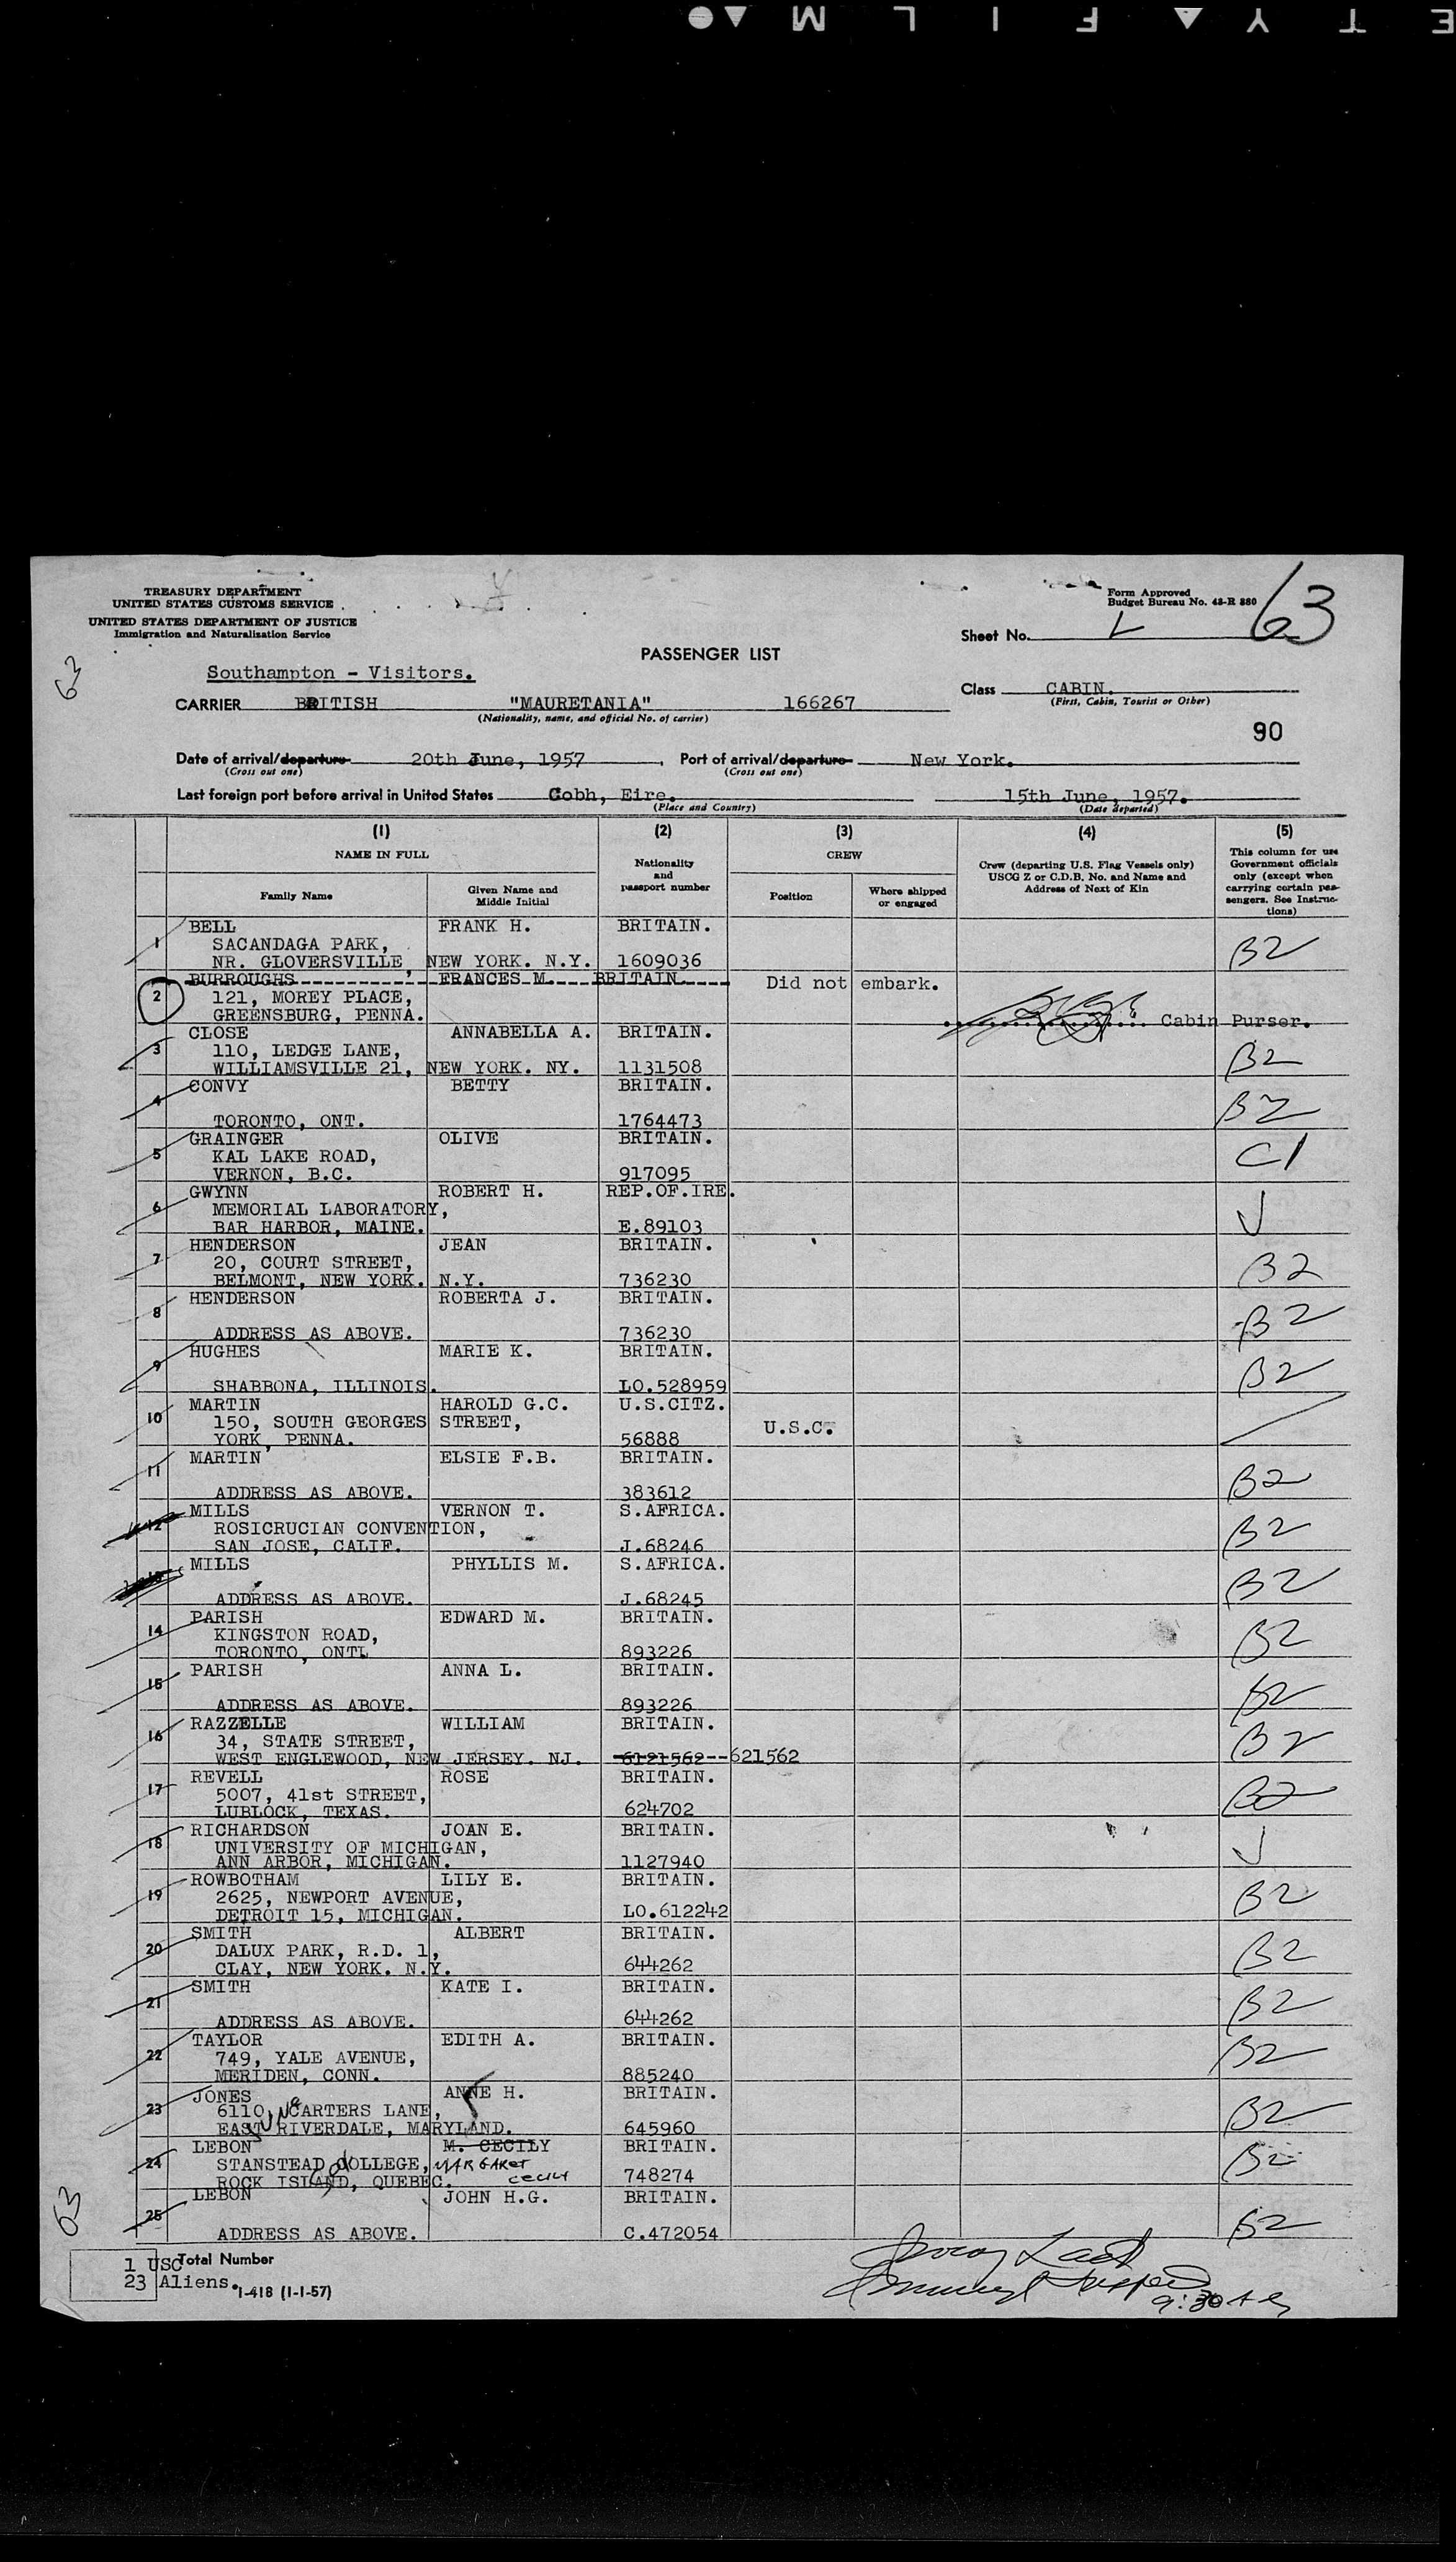 E T Y ▲ F I L M ▼●
TREASURY DEPARTMENT
UNITED STATES CUSTOMS SERVICE
UNITED STATES DEPARTMENT OF JUSTICE
Immigration and Naturalization Service
Form Approved
Budget Bureau No. 43-R 880
63
Sheet No. L
PASSENGER LIST
63
Southampton - Visitors.
Class CABIN.
(First, Cabin, Tourist or Other)
CARRIER BRITISH "MAURETANIA" 166267
(Nationality, name, and official No. of carrier)
90
Date of arrival/departure 20th June, 1957 , Port of arrival/departure New York.
(Cross out one) (Cross out one)
Last foreign port before arrival in United States Cobh, Eire. 15th June, 1957.
(Place and Country) (Date departed)
(1) (2) (3) (4) (5)
NAME IN FULL
Family Name
Given Name and Middle Initial
Nationality and passport number
CREW
Position
Where shipped or engaged
Crew (departing U.S. Flag Vessels only)
USCG Z or C.D.B. No. and Name and
Address of Next of Kin
This column for use
Government officials
only (except when
carrying certain pas-
sengers. See Instruc-
tions)
1 BELL FRANK H. BRITAIN.
SACANDAGA PARK,
NR. GLOVERSVILLE, NEW YORK. N.Y. 1609036 B2
2 BURROUGHS FRANCES M. BRITAIN. Did not embark.
121, MOREY PLACE,
GREENSBURG, PENNA. Cabin Purser.
3 CLOSE ANNABELLA A. BRITAIN.
110, LEDGE LANE,
WILLIAMSVILLE 21, NEW YORK. NY. 1131508 B2
4 CONVY BETTY BRITAIN.
TORONTO, ONT. 1764473 B2
5 GRAINGER OLIVE BRITAIN.
KAL LAKE ROAD,
VERNON, B.C. 917095 C1
6 GWYNN ROBERT H. REP.OF.IRE.
MEMORIAL LABORATORY,
BAR HARBOR, MAINE. E.89103 J
7 HENDERSON JEAN BRITAIN.
20, COURT STREET,
BELMONT, NEW YORK. N.Y. 736230 B2
8 HENDERSON ROBERTA J. BRITAIN.
ADDRESS AS ABOVE. 736230 B2
9 HUGHES MARIE K. BRITAIN.
SHABBONA, ILLINOIS. LO.528959 B2
10 MARTIN HAROLD G.C. U.S.CITZ.
150, SOUTH GEORGES STREET, U.S.C.
YORK, PENNA. 56888
11 MARTIN ELSIE F.B. BRITAIN.
ADDRESS AS ABOVE. 383612 B2
12 MILLS VERNON T. S.AFRICA.
ROSICRUCIAN CONVENTION,
SAN JOSE, CALIF. J.68246 B2
MILLS PHYLLIS M. S.AFRICA.
ADDRESS AS ABOVE. J.68245 B2
14 PARISH EDWARD M. BRITAIN.
KINGSTON ROAD,
TORONTO, ONT. 893226 B2
15 PARISH ANNA L. BRITAIN.
ADDRESS AS ABOVE. 893226 B2
16 RAZZELLE WILLIAM BRITAIN.
34, STATE STREET,
WEST ENGLEWOOD, NEW JERSEY. NJ. 6121562--621562 B2
17 REVELL ROSE BRITAIN.
5007, 41st STREET,
LUBLOCK, TEXAS. 624702 B2
18 RICHARDSON JOAN E. BRITAIN.
UNIVERSITY OF MICHIGAN,
ANN ARBOR, MICHIGAN. 1127940 J
19 ROWBOTHAM LILY E. BRITAIN.
2625, NEWPORT AVENUE,
DETROIT 15, MICHIGAN. LO.612242 B2
20 SMITH ALBERT BRITAIN.
DALUX PARK, R.D. 1,
CLAY, NEW YORK. N.Y. 644262 B2
21 SMITH KATE I. BRITAIN.
ADDRESS AS ABOVE. 644262 B2
22 TAYLOR EDITH A. BRITAIN.
749, YALE AVENUE,
MERIDEN, CONN. 885240 B2
23 JONES ANNE H. BRITAIN.
6110, CARTERS LANE,
EAST RIVERDALE, MARYLAND. 645960 B2
24 LEBON M. CECILY BRITAIN.
STANSTEAD COLLEGE, MARGARET
ROCK ISLAND, QUEBEC. CECILY 748274 B2
25 LEBON JOHN H.G. BRITAIN.
ADDRESS AS ABOVE. C.472054 B2
63
1 USC Total Number
23 Aliens.
I-418 (1-1-57)
9:30 A